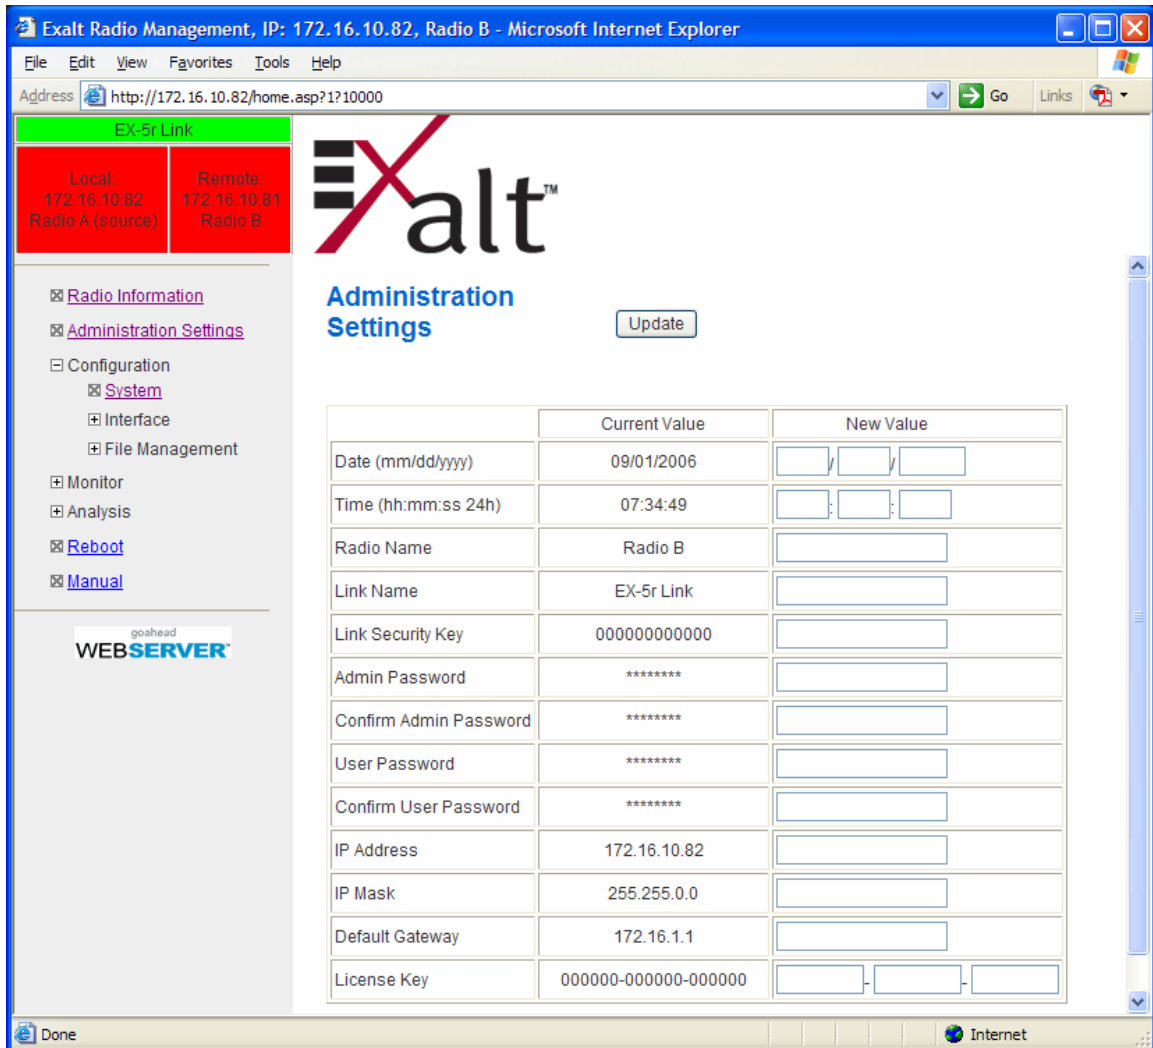 Exalt Radio Management, IP: 172.16.10.82, Radio B - Microsoft Internet Explorer
File Edit View Favorites Tools Help
Address http://172.16.10.82/home.asp?1?10000 Go Links
EX-5r Link
Local: 172.16.10.82 Radio A (source)
Remote: 172.16.10.81 Radio B
EXalt™
Radio Information
Administration Settings
Configuration
System
Interface
File Management
Monitor
Analysis
Reboot
Manual
goahead
WEBSERVER
Administration
Settings
Update
Current Value New Value
Date (mm/dd/yyyy) 09/01/2006 / /
Time (hh:mm:ss 24h) 07:34:49 : :
Radio Name Radio B
Link Name EX-5r Link
Link Security Key 000000000000
Admin Password ********
Confirm Admin Password ********
User Password ********
Confirm User Password ********
IP Address 172.16.10.82
IP Mask 255.255.0.0
Default Gateway 172.16.1.1
License Key 000000-000000-000000 - -
Done Internet